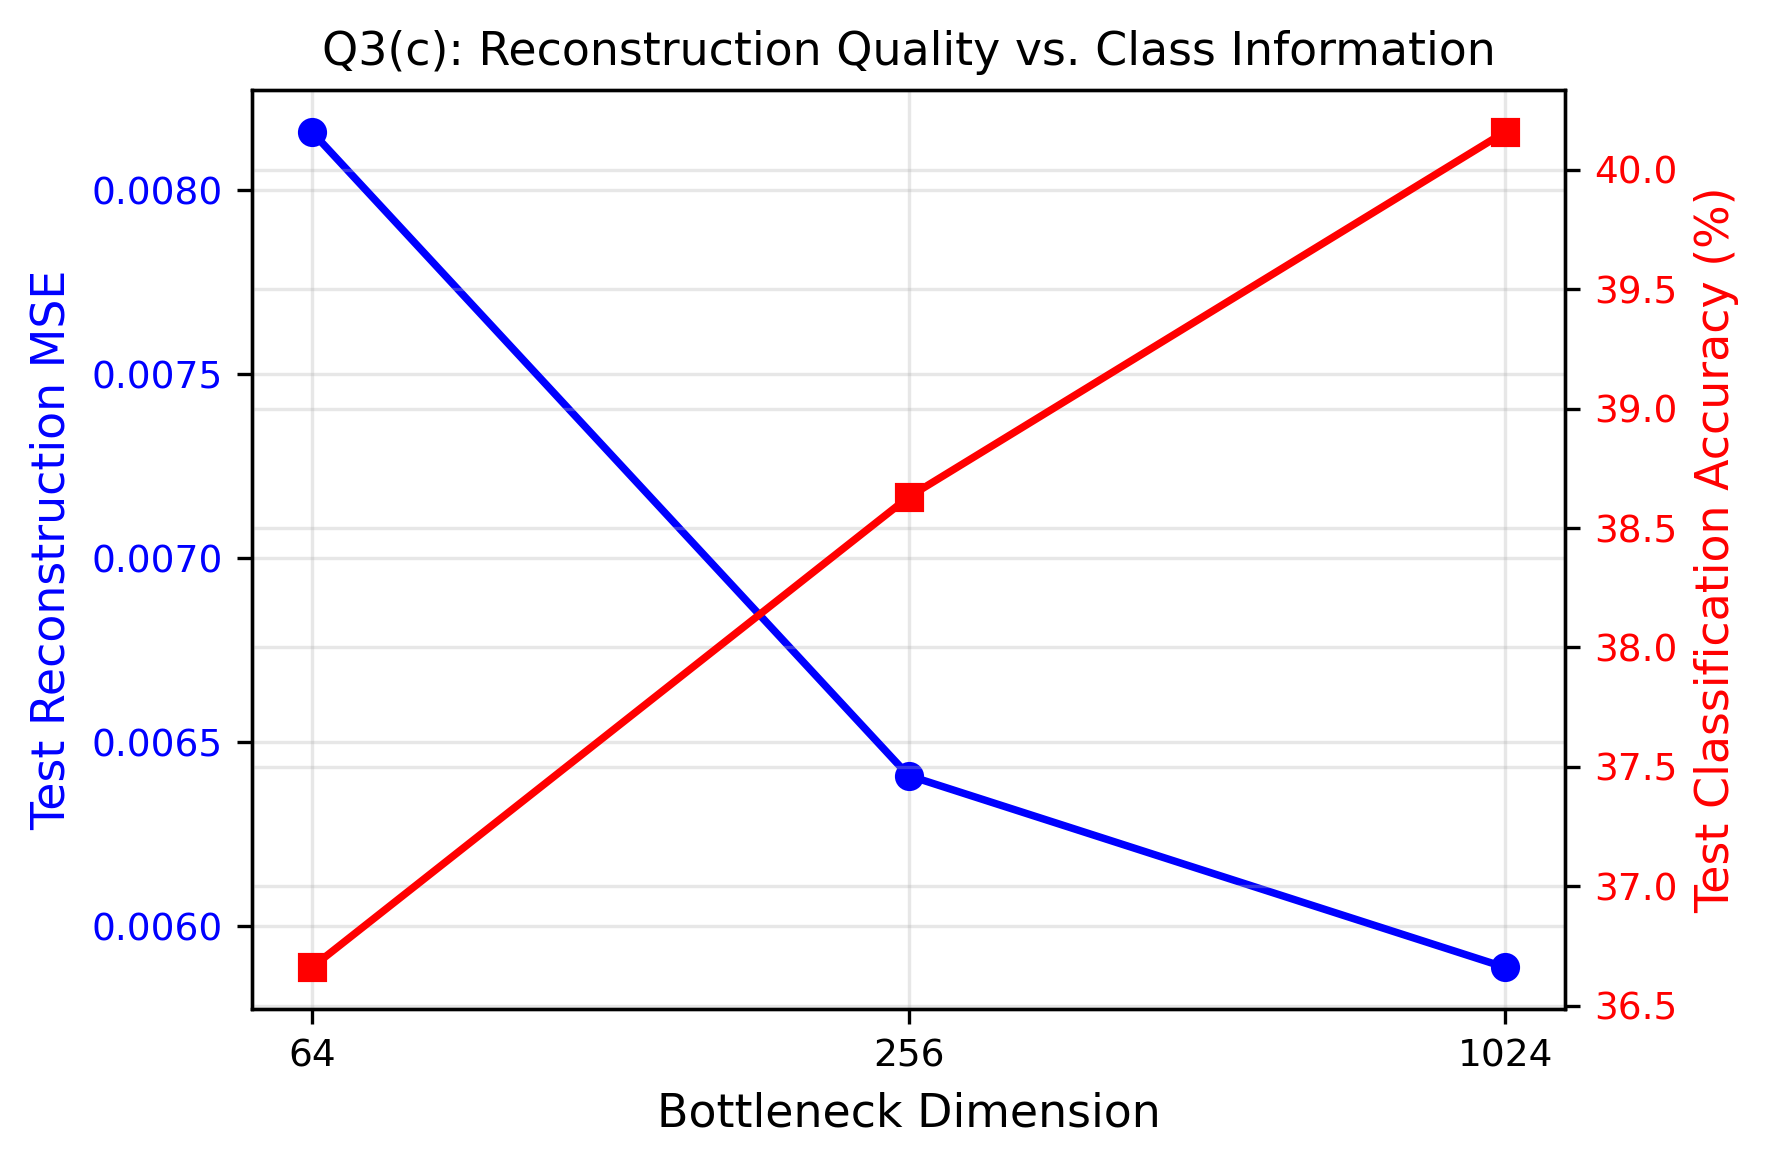 Q3(c): Reconstruction Quality vs. Class Information
Test Reconstruction MSE
0.0080
0.0075
0.0070
0.0065
0.0060
40.0
39.5
39.0
38.5
38.0
37.5
37.0
36.5
Test Classification Accuracy (%)
64 256 1024
Bottleneck Dimension